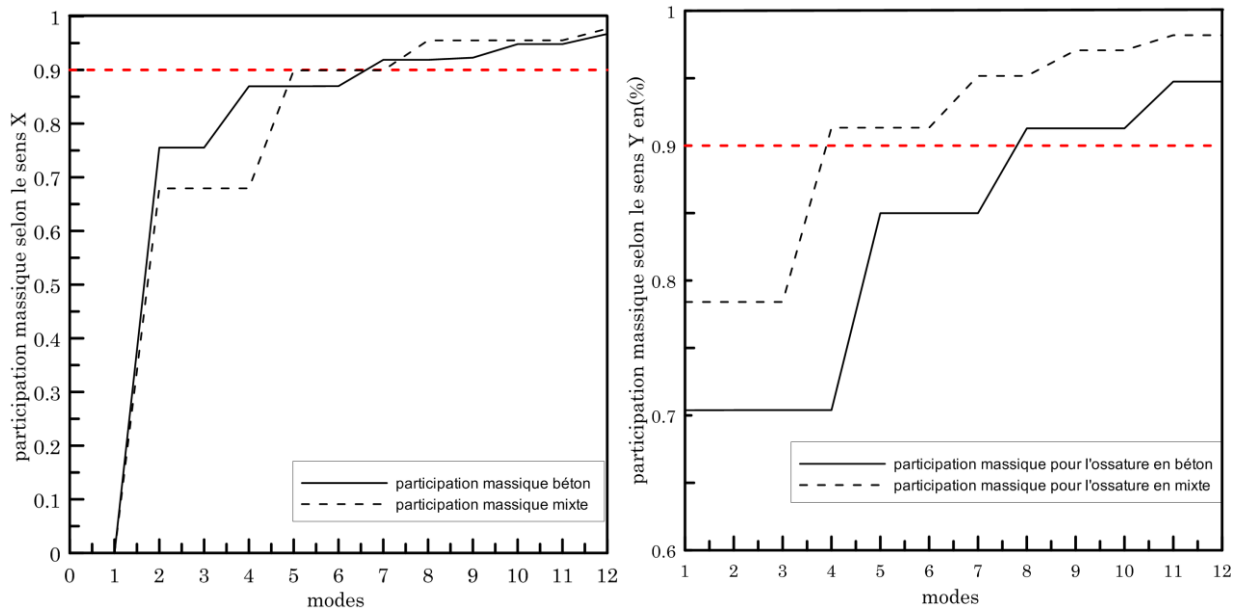 participation massique selon le sens X
1
0.9
0.8
0.7
0.6
0.5
0.4
0.3
0.2
0.1
0
participation massique béton
participation massique mixte
0 1 2 3 4 5 6 7 8 9 10 11 12
modes
participation massique selon le sens Y en(%)
1
0.9
0.8
0.7
0.6
participation massique pour l'ossature en béton
participation massique pour l'ossature en mixte
1 2 3 4 5 6 7 8 9 10 11 12
modes